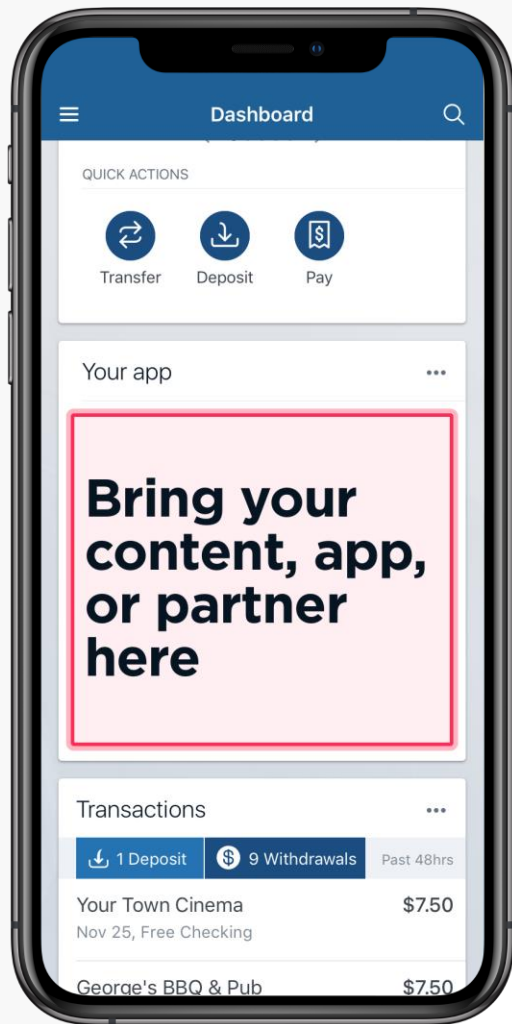 Dashboard
QUICK ACTIONS
Transfer Deposit Pay
Your app
Bring your
content, app,
or partner
here
Transactions
1 Deposit 9 Withdrawals Past 48hrs
Your Town Cinema $7.50
Nov 25, Free Checking
George's BBQ & Pub $7.50